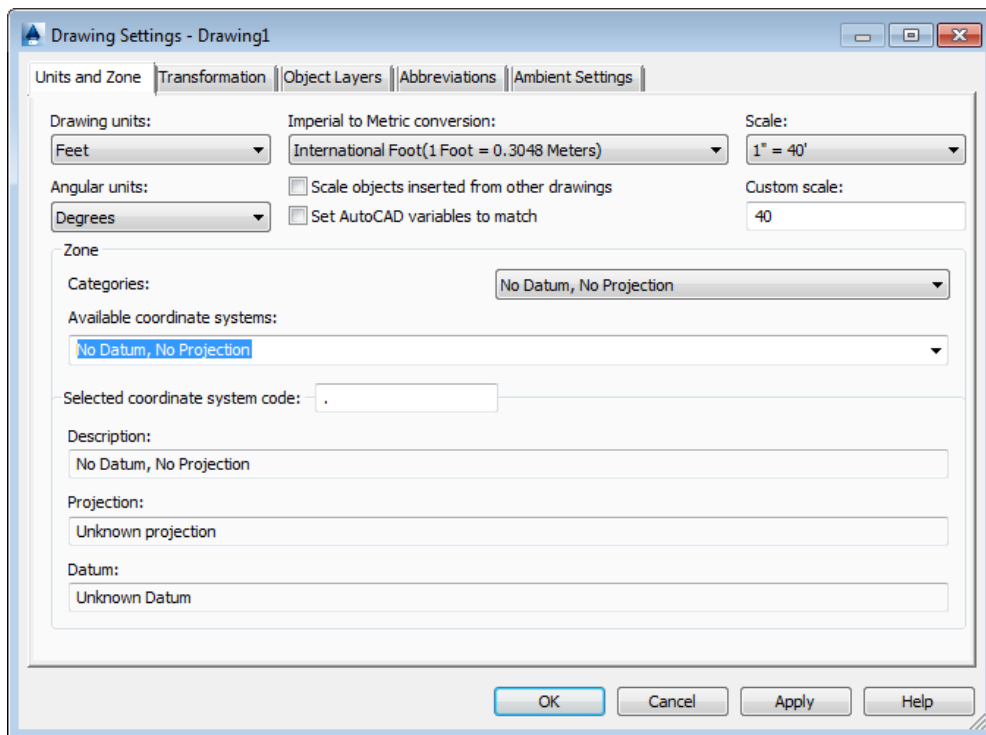 Drawing Settings - Drawing1
Units and Zone Transformation Object Layers Abbreviations Ambient Settings
Drawing units: Imperial to Metric conversion: Scale:
Feet International Foot(1 Foot = 0.3048 Meters) 1" = 40'
Angular units: Scale objects inserted from other drawings Custom scale:
Degrees Set AutoCAD variables to match 40
Zone
Categories: No Datum, No Projection
Available coordinate systems:
No Datum, No Projection
Selected coordinate system code: .
Description:
No Datum, No Projection
Projection:
Unknown projection
Datum:
Unknown Datum
OK Cancel Apply Help